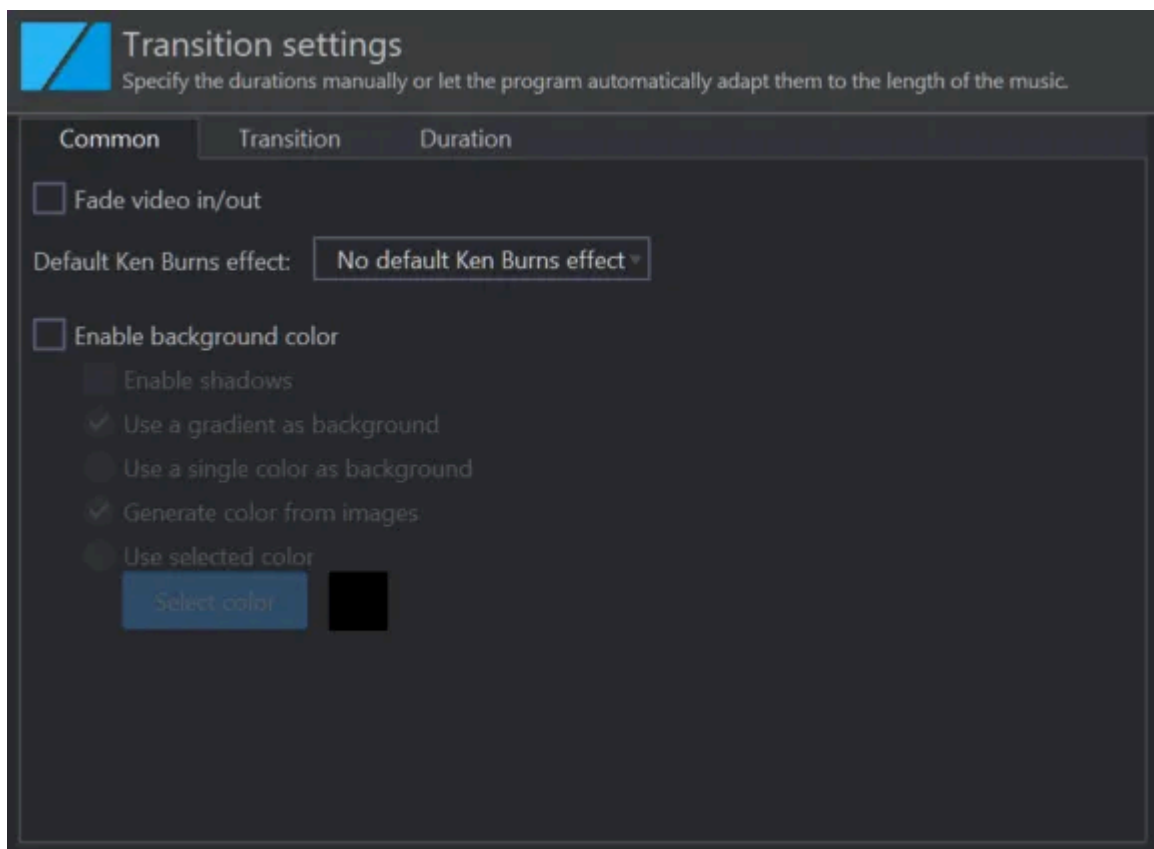 Transition settings
Specify the durations manually or let the program automatically adapt them to the length of the music.
Common Transition Duration
Fade video in/out
Default Ken Burns effect: No default Ken Burns effect
Enable background color
Enable shadows
Use a gradient as background
Use a single color as background
Generate color from images
Use selected color
Select color